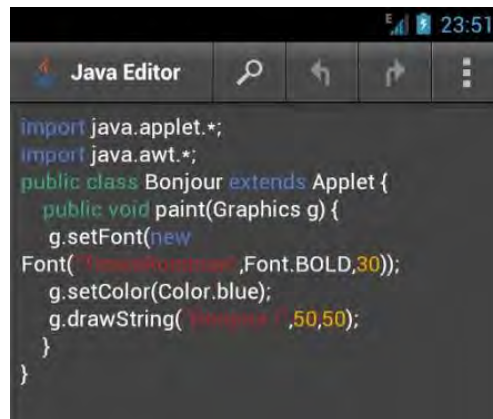 E 23:51
Java Editor
import java.applet.*;
import java.awt.*;
public class Bonjour extends Applet {
public void paint(Graphics g) {
g.setFont(new
Font("TimesRoman",Font.BOLD,30));
g.setColor(Color.blue);
g.drawString(" ",50,50);
}
}